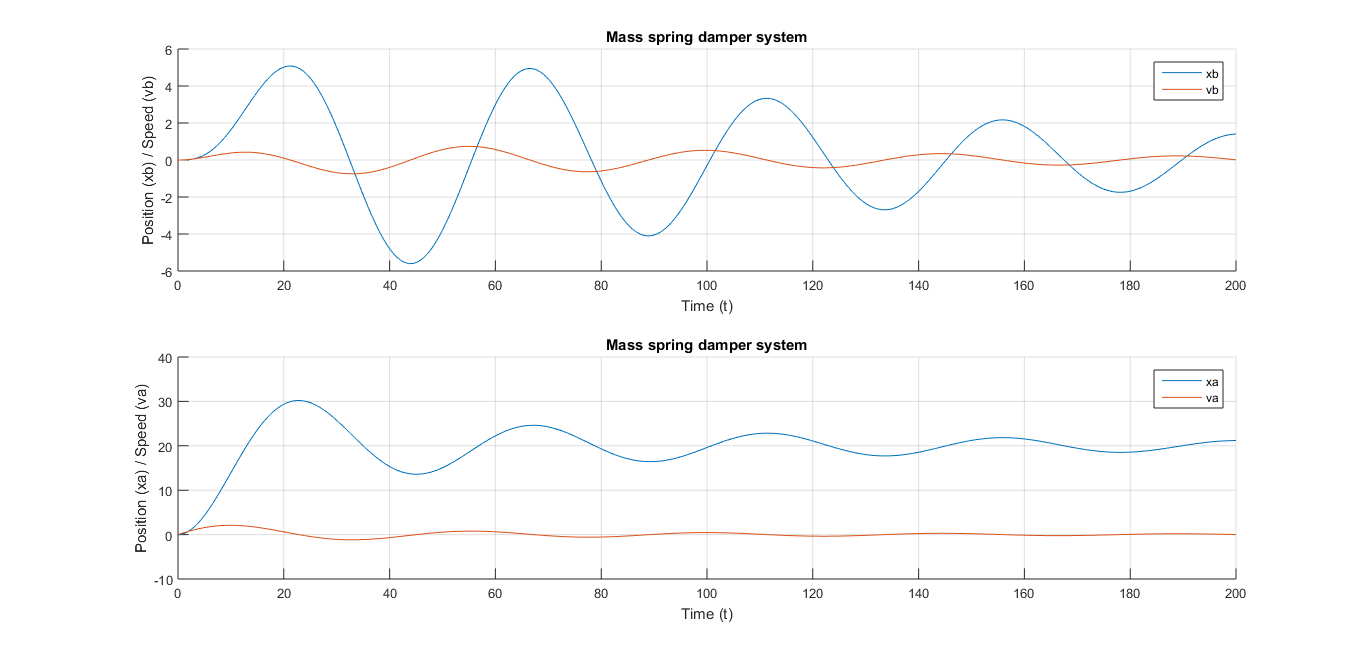 Mass spring damper system
Position (xb) / Speed (vb)
6
4
2
0
-2
-4
-6
xb
vb
0 20 40 60 80 100 120 140 160 180 200
Time (t)
Mass spring damper system
Position (xa) / Speed (va)
40
30
20
10
0
-10
xa
va
0 20 40 60 80 100 120 140 160 180 200
Time (t)